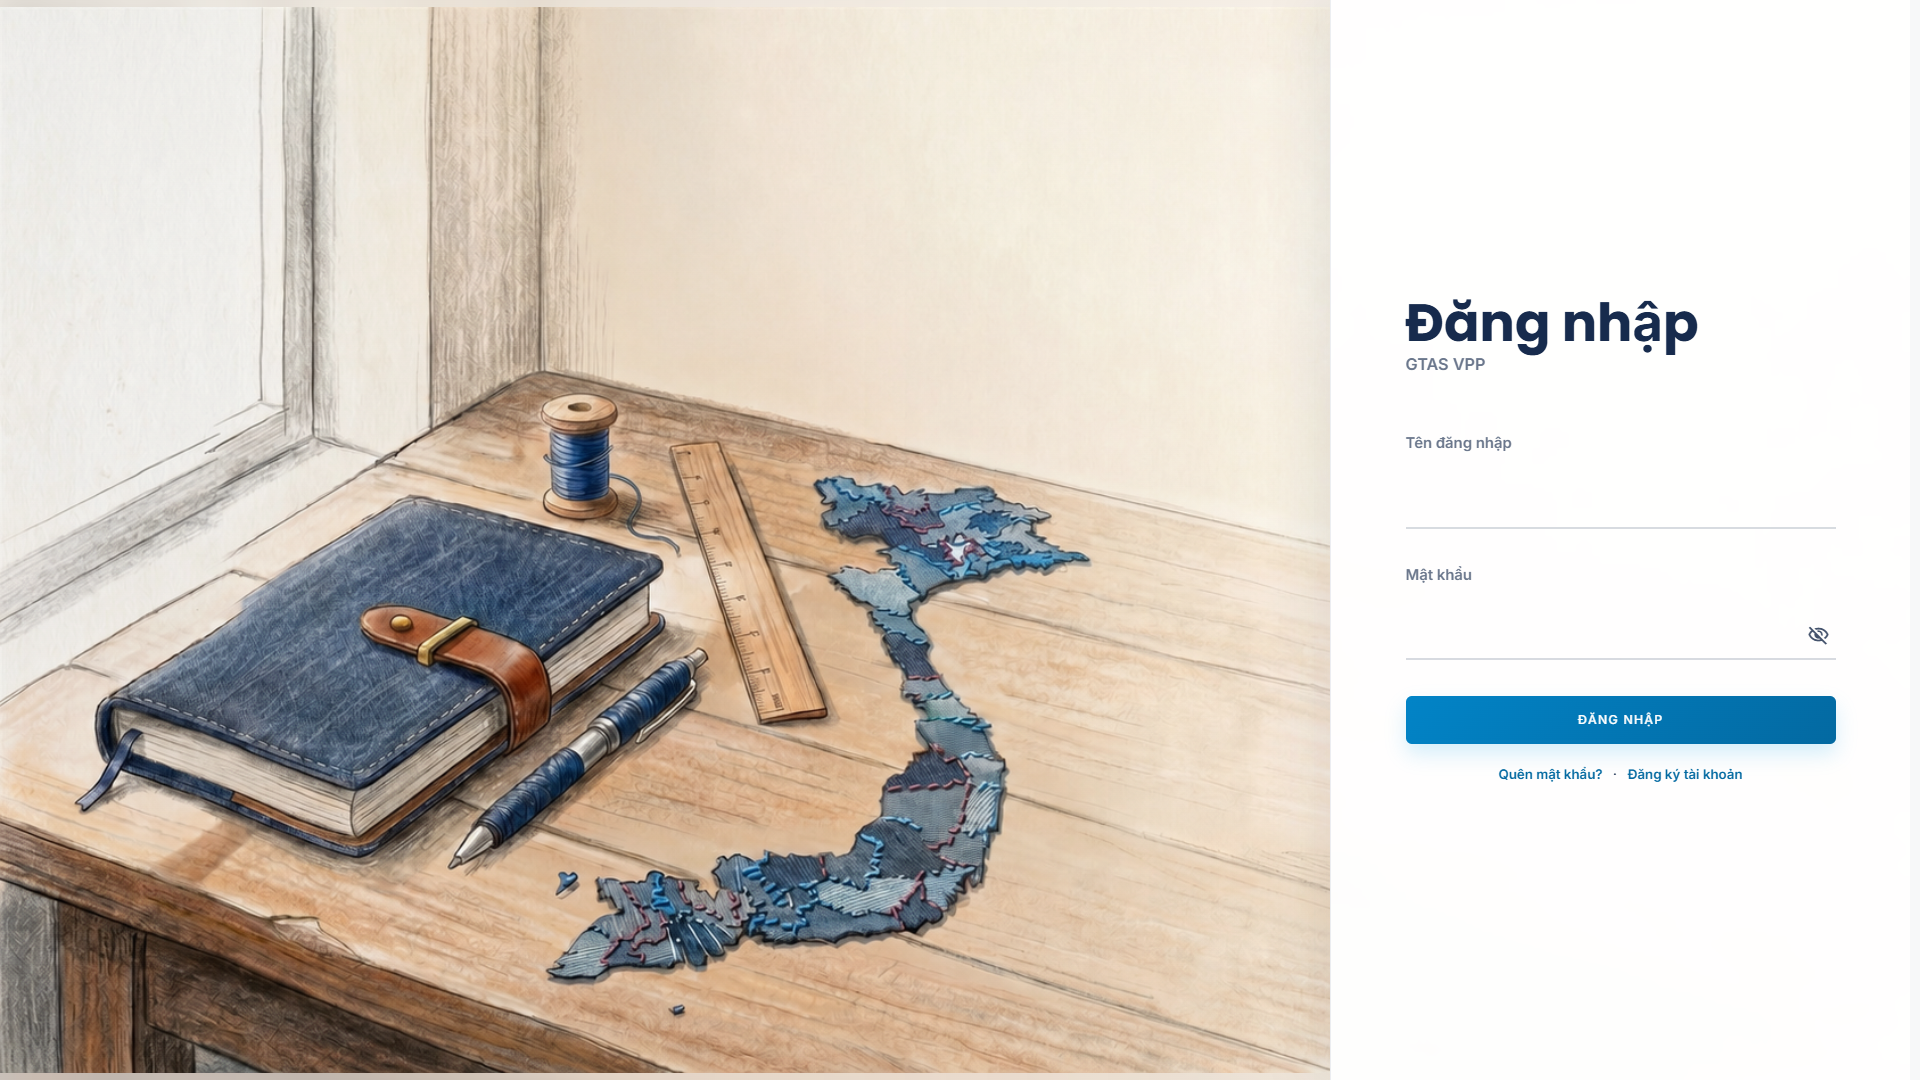 Đăng nhập
GTAS VPP
Tên đăng nhập
Mật khẩu
ĐĂNG NHẬP
Quên mật khẩu? · Đăng ký tài khoản